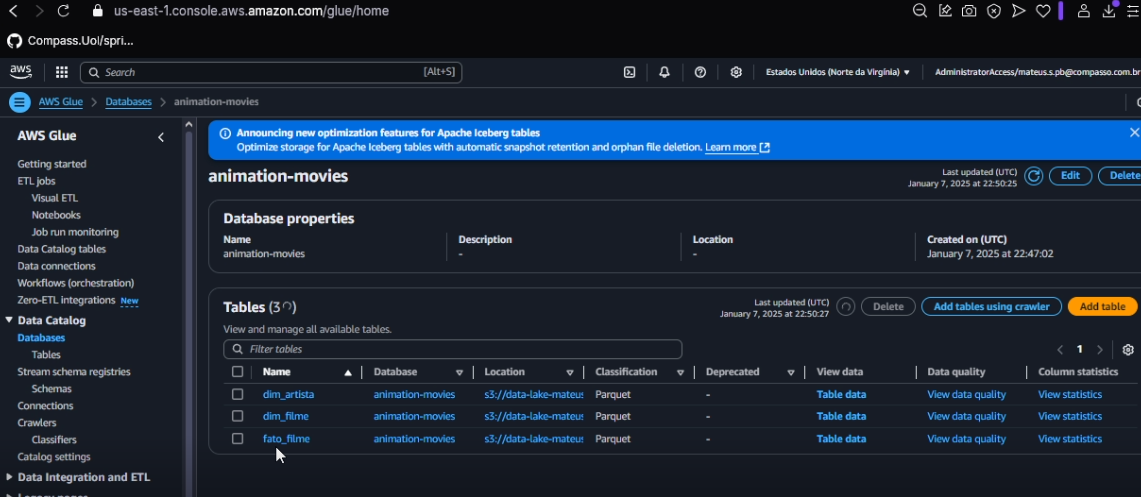 us-east-1.console.aws.amazon.com/glue/home
Compass.Uol/spri...
aws
Search
[Alt+S]
Estados Unidos (Norte da Virgínia) ▼
AdministratorAccess/mateus.s.pb@compasso.com.br
AWS Glue > Databases > animation-movies
AWS Glue
Getting started
ETL jobs
Visual ETL
Notebooks
Job run monitoring
Data Catalog tables
Data connections
Workflows (orchestration)
Zero-ETL integrations New
Data Catalog
Databases
Tables
Stream schema registries
Schemas
Connections
Crawlers
Classifiers
Catalog settings
Data Integration and ETL
Announcing new optimization features for Apache Iceberg tables
Optimize storage for Apache Iceberg tables with automatic snapshot retention and orphan file deletion. Learn more
animation-movies
Last updated (UTC)
January 7, 2025 at 22:50:25
Edit
Delete
Database properties
Name
animation-movies
Description
-
Location
-
Created on (UTC)
January 7, 2025 at 22:47:02
Tables (3)
View and manage all available tables.
Last updated (UTC)
January 7, 2025 at 22:50:27
Delete
Add tables using crawler
Add table
Filter tables
1
Name Database Location Classification Deprecated View data Data quality Column statistics
dim_artista animation-movies s3://data-lake-mateus Parquet - Table data View data quality View statistics
dim_filme animation-movies s3://data-lake-mateus Parquet - Table data View data quality View statistics
fato_filme animation-movies s3://data-lake-mateus Parquet - Table data View data quality View statistics